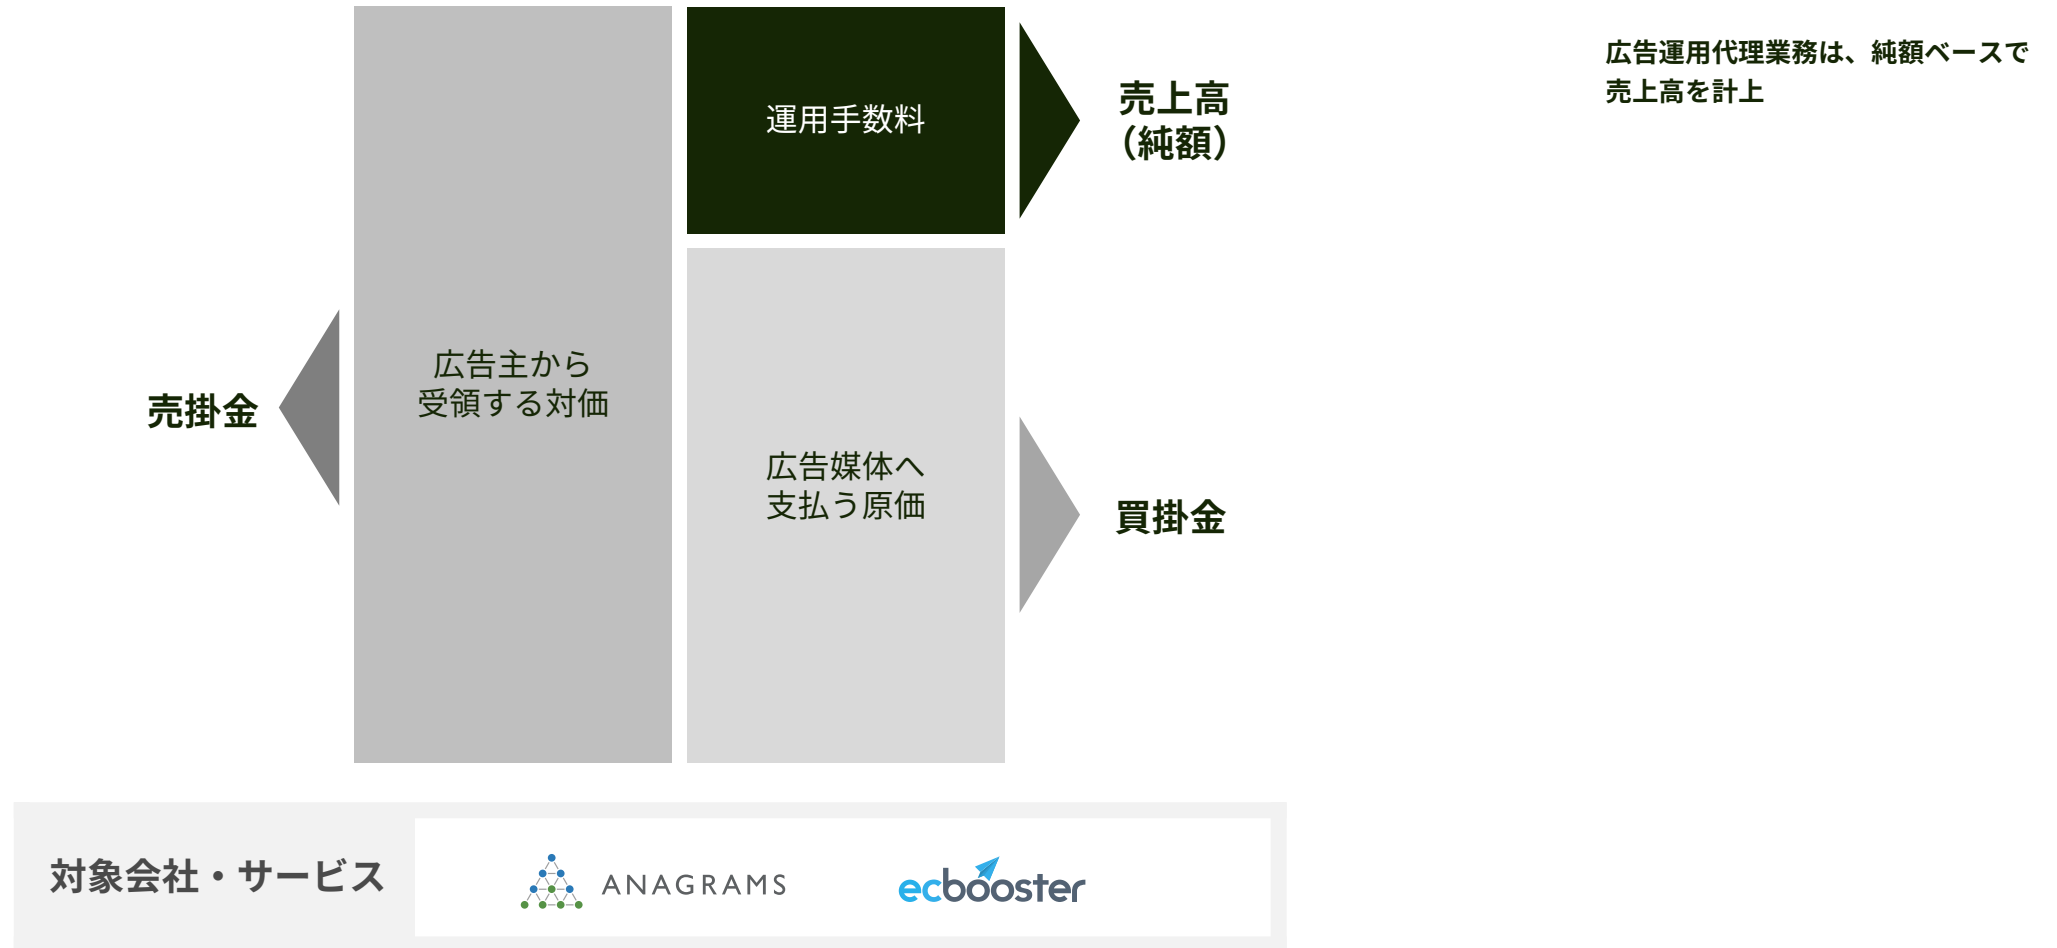 運用手数料
売上高
（純額）
広告運用代理業務は、純額ベースで
売上高を計上
売掛金
広告主から
受領する対価
広告媒体へ
支払う原価
買掛金
対象会社・サービス
ANAGRAMS
ecbooster